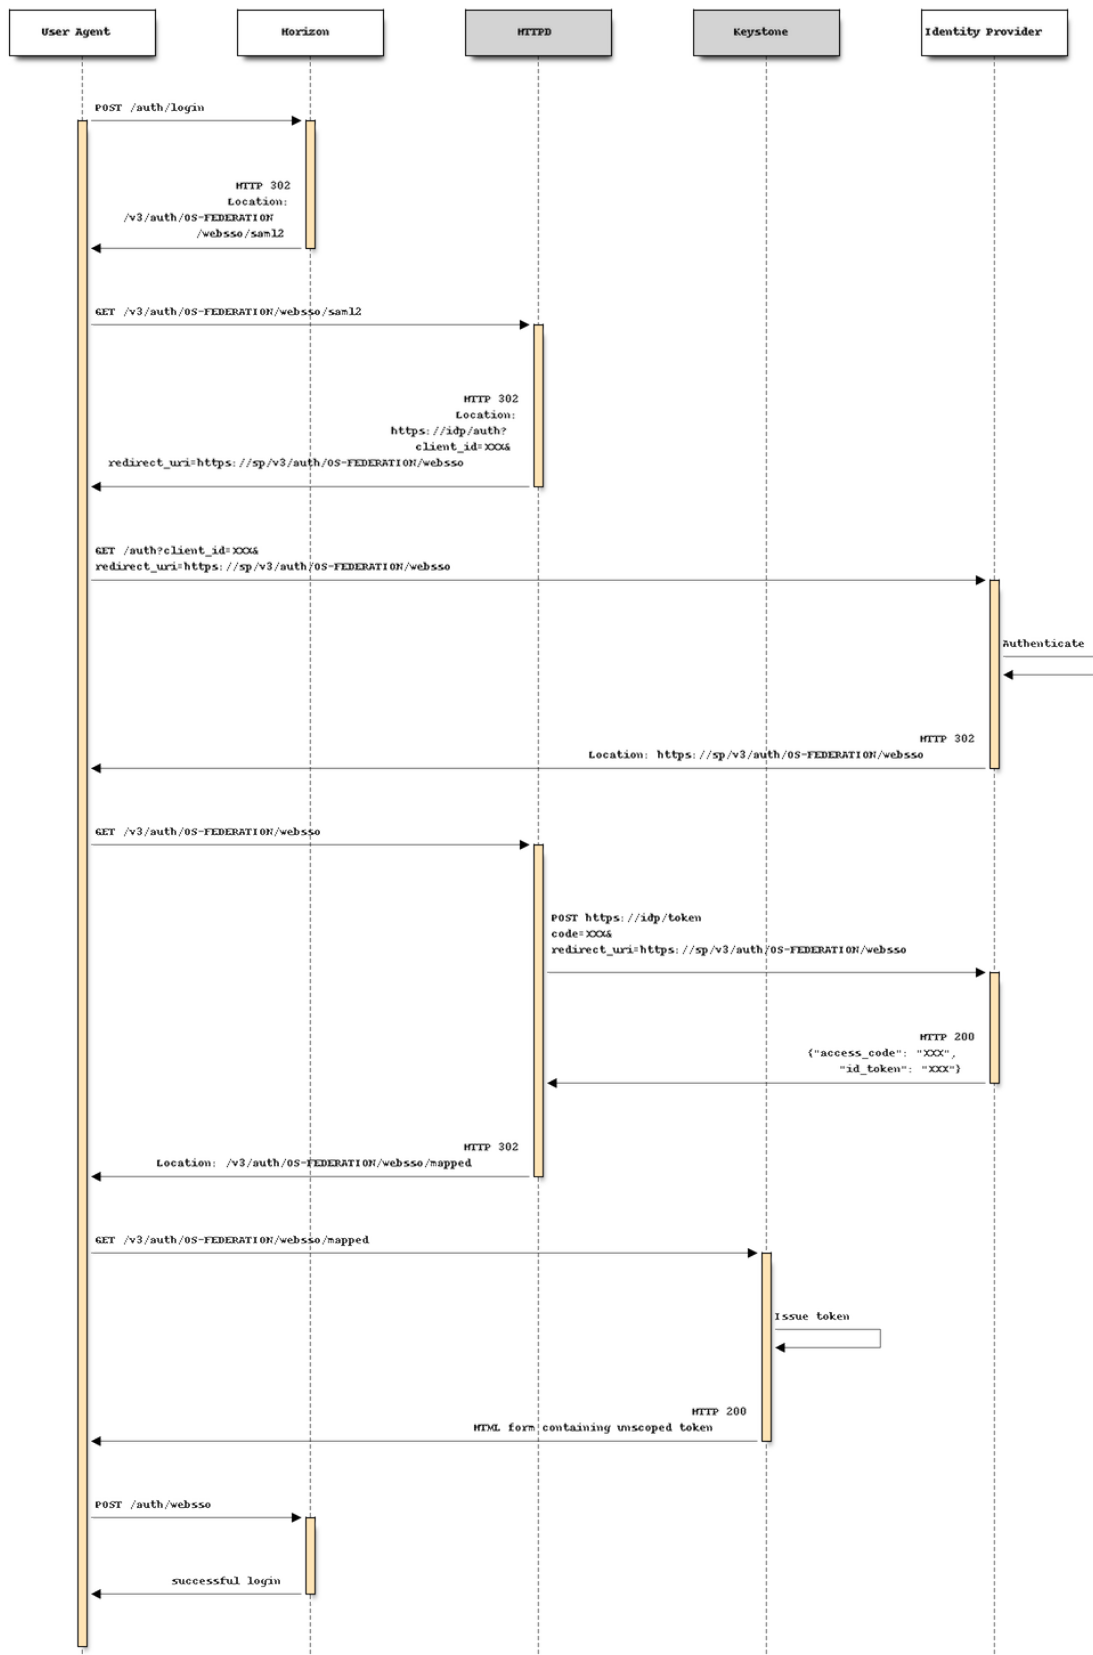 User Agent
Horizon
HTTPD
Keystone
Identity Provider
POST /auth/login
HTTP 302
Location:
/v3/auth/OS-FEDERATION
/websso/saml2
GET /v3/auth/OS-FEDERATION/websso/saml2
HTTP 302
Location:
https://idp/auth?
client_id=XXX&
redirect_uri=https://sp/v3/auth/OS-FEDERATION/websso
GET /auth?client_id=XXX&
redirect_uri=https://sp/v3/auth/OS-FEDERATION/websso
Authenticate
HTTP 302
Location: https://sp/v3/auth/OS-FEDERATION/websso
GET /v3/auth/OS-FEDERATION/websso
POST https://idp/token
code=XXX&
redirect_uri=https://sp/v3/auth/OS-FEDERATION/websso
HTTP 200
{"access_code": "XXX",
"id_token": "XXX"}
HTTP 302
Location: /v3/auth/OS-FEDERATION/websso/mapped
GET /v3/auth/OS-FEDERATION/websso/mapped
Issue token
HTTP 200
HTML form containing unscoped token
POST /auth/websso
successful login